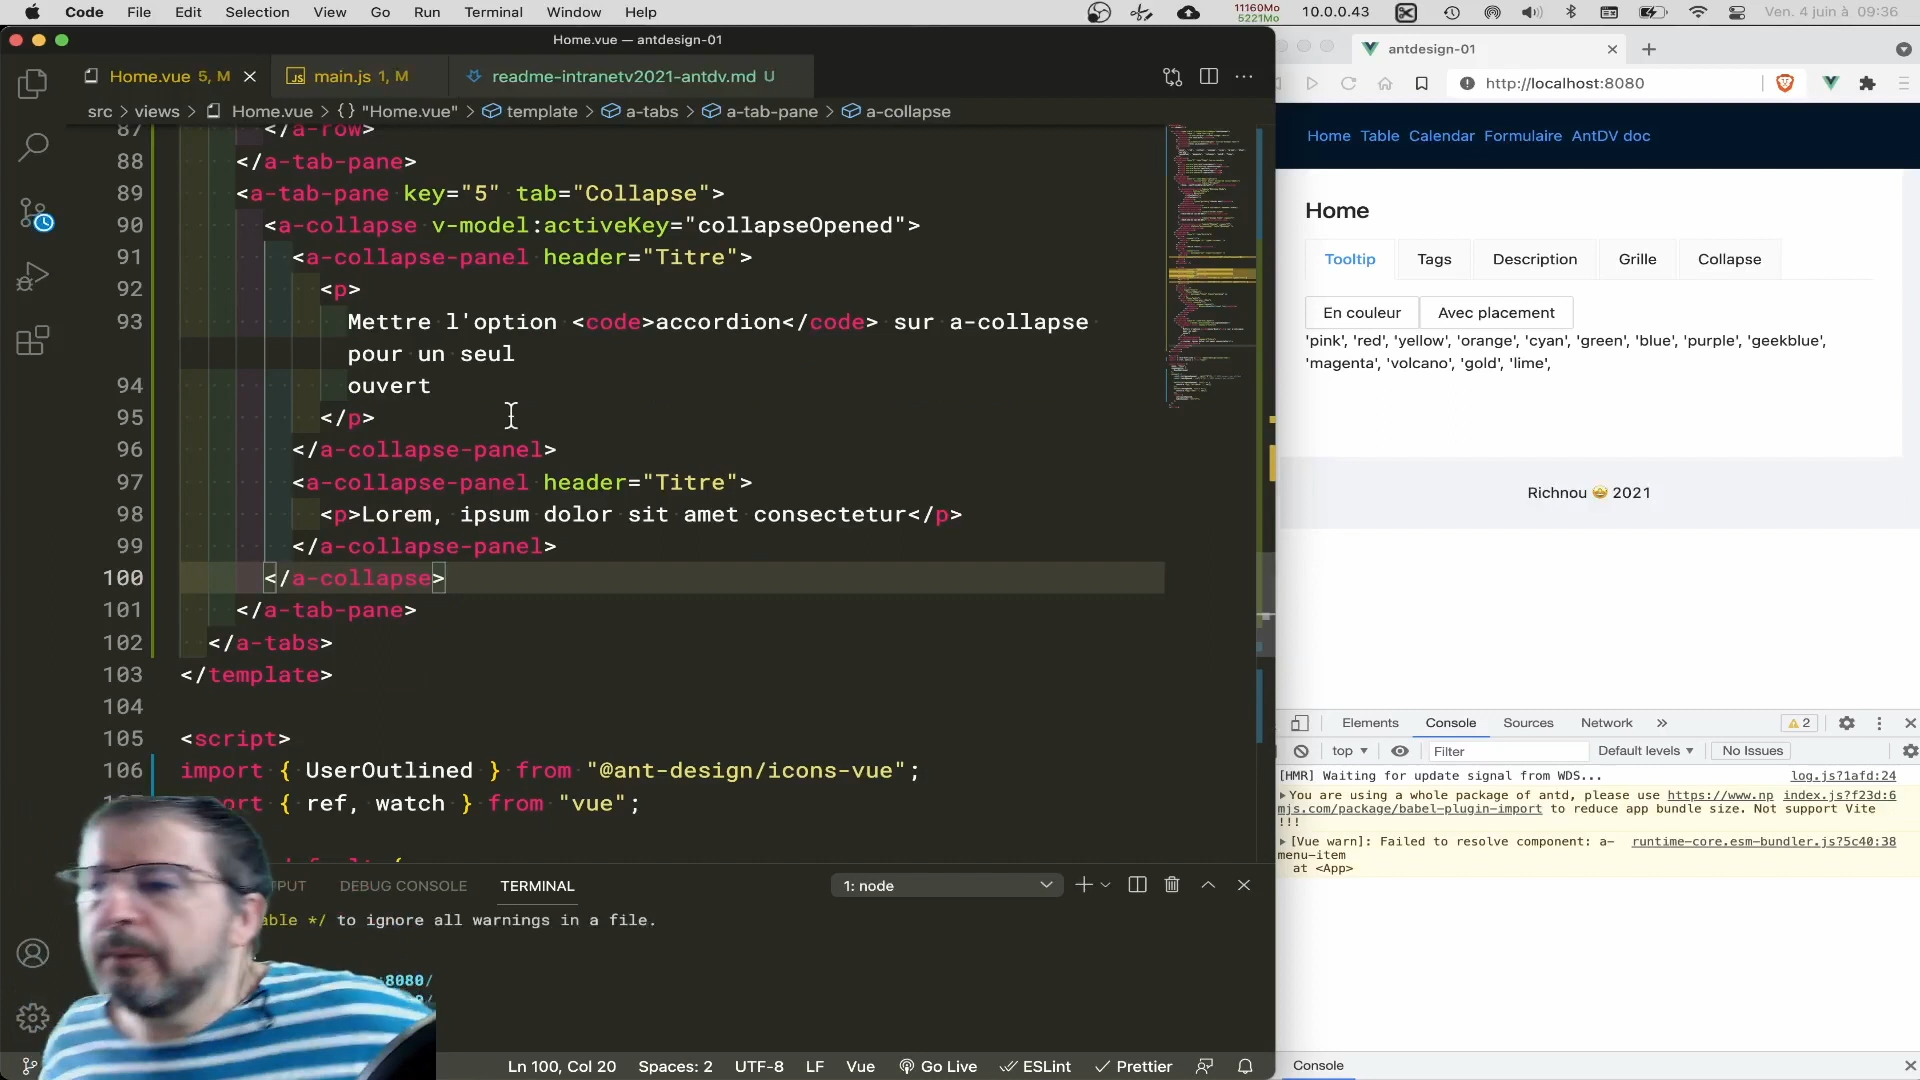 Code File Edit Selection View Go Run Terminal Window Help
11160Mo
5221Mo
10.0.0.43
Ven. 4 juin à 09:36
Home.vue — antdesign-01
Home.vue 5, M
main.js 1, M
readme-intranetv2021-antdv.md U
src > views > Home.vue > {} "Home.vue" > template > a-tabs > a-tab-pane > a-collapse
87 </a-row>
88 </a-tab-pane>
89 <a-tab-pane key="5" tab="Collapse">
90 <a-collapse v-model:activeKey="collapseOpened">
91 <a-collapse-panel header="Titre">
92 <p>
93 Mettre l'option <code>accordion</code> sur a-collapse
pour un seul
94 ouvert
95 </p>
96 </a-collapse-panel>
97 <a-collapse-panel header="Titre">
98 <p>Lorem, ipsum dolor sit amet consectetur</p>
99 </a-collapse-panel>
100 </a-collapse>
101 </a-tab-pane>
102 </a-tabs>
103 </template>
104
105 <script>
106 import { UserOutlined } from "@ant-design/icons-vue";
ort { ref, watch } from "vue";
PUT DEBUG CONSOLE TERMINAL
1: node
able */ to ignore all warnings in a file.
8080/
Ln 100, Col 20 Spaces: 2 UTF-8 LF Vue Go Live ESLint Prettier
antdesign-01
http://localhost:8080
Home Table Calendar Formulaire AntDV doc
Home
Tooltip Tags Description Grille Collapse
En couleur Avec placement
'pink', 'red', 'yellow', 'orange', 'cyan', 'green', 'blue', 'purple', 'geekblue',
'magenta', 'volcano', 'gold', 'lime',
Richnou 🤩 2021
Elements Console Sources Network » 2
top Filter Default levels No Issues
[HMR] Waiting for update signal from WDS... log.js?1afd:24
You are using a whole package of antd, please use https://www.np index.js?f23d:6
mjs.com/package/babel-plugin-import to reduce app bundle size. Not support Vite
!!!
[Vue warn]: Failed to resolve component: a- runtime-core.esm-bundler.js?5c40:38
menu-item
at <App>
Console